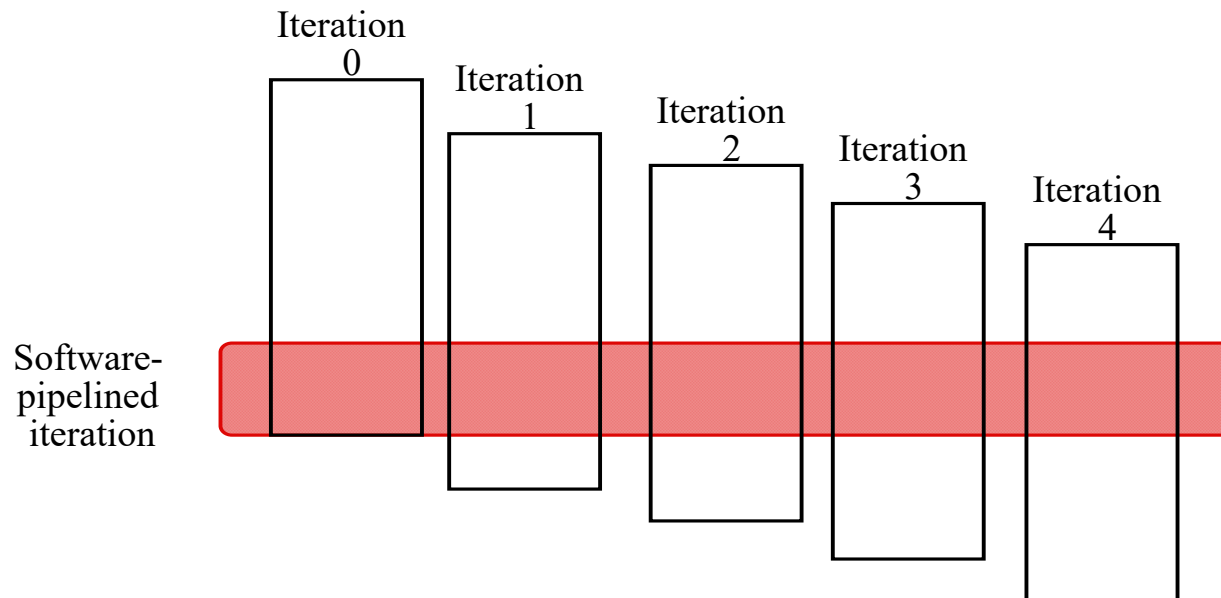 Iteration
0
Iteration
1
Iteration
2
Iteration
3
Iteration
4
Software-
pipelined
iteration